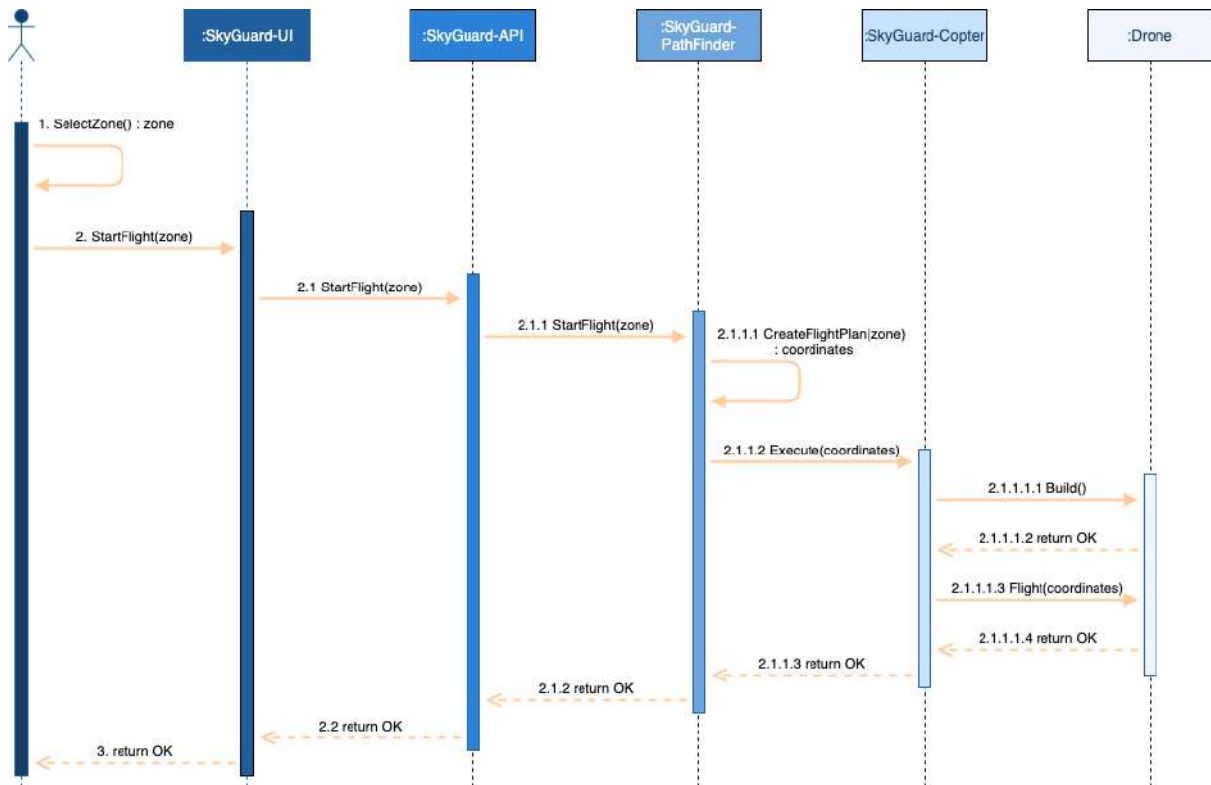 :SkyGuard-UI
:SkyGuard-API
:SkyGuard-
PathFinder
:SkyGuard-Copter
:Drone
1. SelectZone() : zone
2. StartFlight(zone)
2.1 StartFlight(zone)
2.1.1 StartFlight(zone)
2.1.1.1 CreateFlightPlan(zone)
: coordinates
2.1.1.2 Execute(coordinates)
2.1.1.1.1 Build()
2.1.1.1.2 return OK
2.1.1.1.3 Flight(coordinates)
2.1.1.1.4 return OK
2.1.1.3 return OK
2.1.2 return OK
2.2 return OK
3. return OK